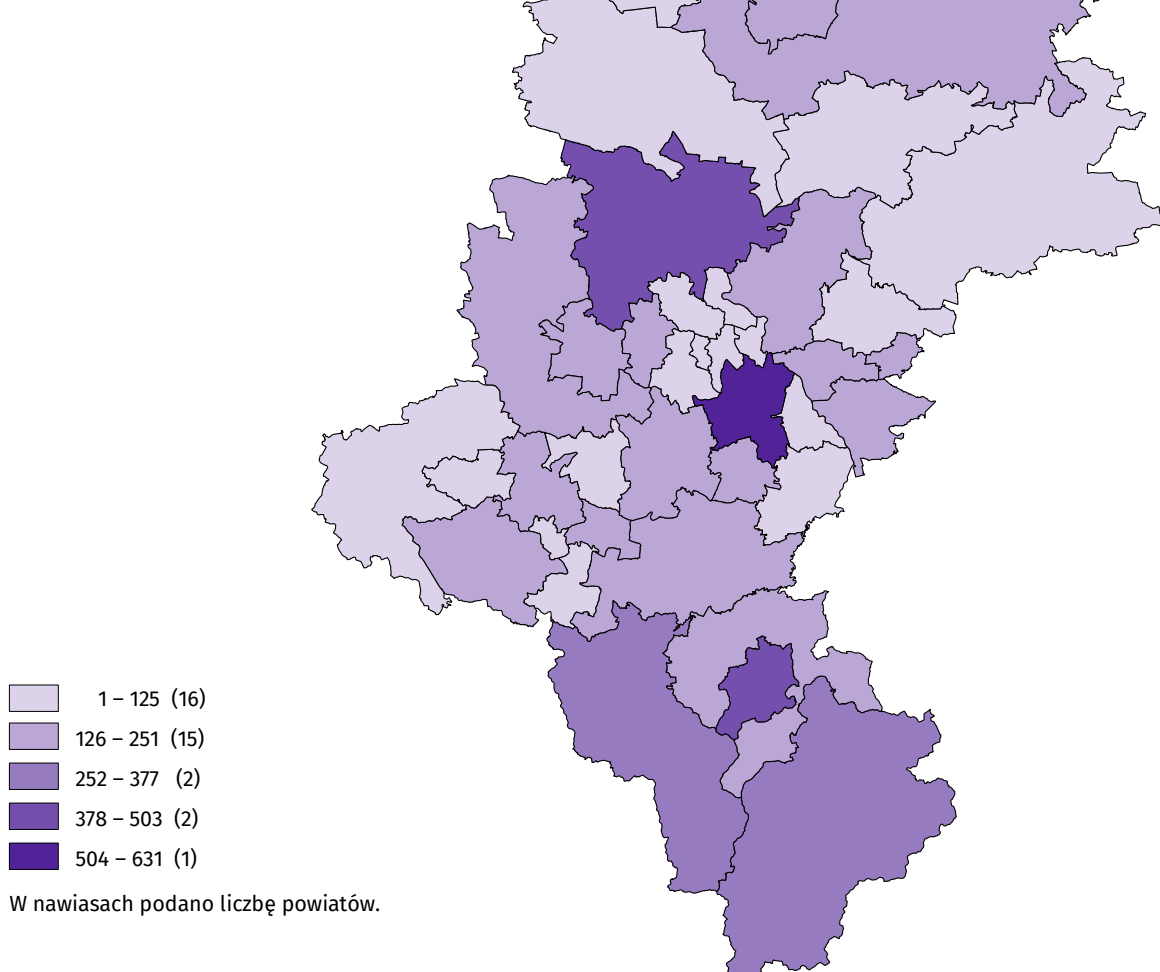 1 – 125 (16)
126 – 251 (15)
252 – 377 (2)
378 – 503 (2)
504 – 631 (1)
W nawiasach podano liczbę powiatów.